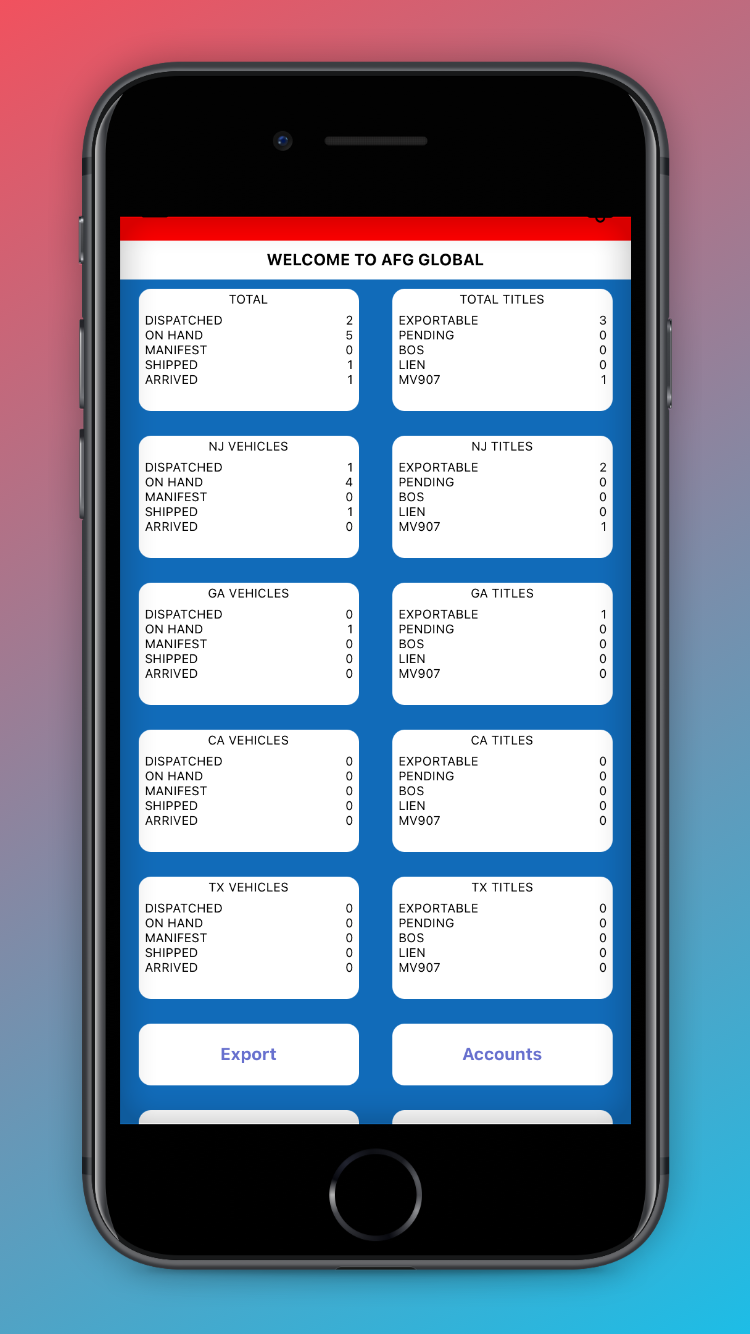 WELCOME TO AFG GLOBAL
TOTAL
DISPATCHED 2
ON HAND 5
MANIFEST 0
SHIPPED 1
ARRIVED 1
TOTAL TITLES
EXPORTABLE 3
PENDING 0
BOS 0
LIEN 0
MV907 1
NJ VEHICLES
DISPATCHED 1
ON HAND 4
MANIFEST 0
SHIPPED 1
ARRIVED 0
NJ TITLES
EXPORTABLE 2
PENDING 0
BOS 0
LIEN 0
MV907 1
GA VEHICLES
DISPATCHED 0
ON HAND 1
MANIFEST 0
SHIPPED 0
ARRIVED 0
GA TITLES
EXPORTABLE 1
PENDING 0
BOS 0
LIEN 0
MV907 0
CA VEHICLES
DISPATCHED 0
ON HAND 0
MANIFEST 0
SHIPPED 0
ARRIVED 0
CA TITLES
EXPORTABLE 0
PENDING 0
BOS 0
LIEN 0
MV907 0
TX VEHICLES
DISPATCHED 0
ON HAND 0
MANIFEST 0
SHIPPED 0
ARRIVED 0
TX TITLES
EXPORTABLE 0
PENDING 0
BOS 0
LIEN 0
MV907 0
Export
Accounts